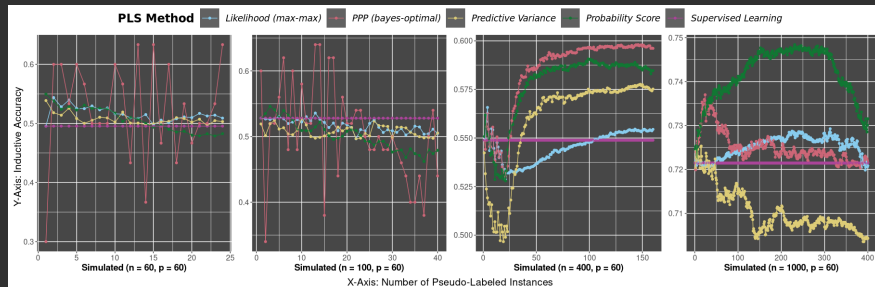 PLS Method Likelihood (max-max) PPP (bayes-optimal) Predictive Variance Probability Score Supervised Learning
Y-Axis: Inductive Accuracy
0.6
0.5
0.4
0.3
0 5 10 15 20 25
Simulated (n = 60, p = 60)
0.6
0.5
0.4
0 10 20 30 40
Simulated (n = 100, p = 60)
0.600
0.575
0.550
0.525
0.500
0 50 100 150
Simulated (n = 400, p = 60)
0.75
0.74
0.73
0.72
0.71
0 100 200 300 400
Simulated (n = 1000, p = 60)
X-Axis: Number of Pseudo-Labeled Instances